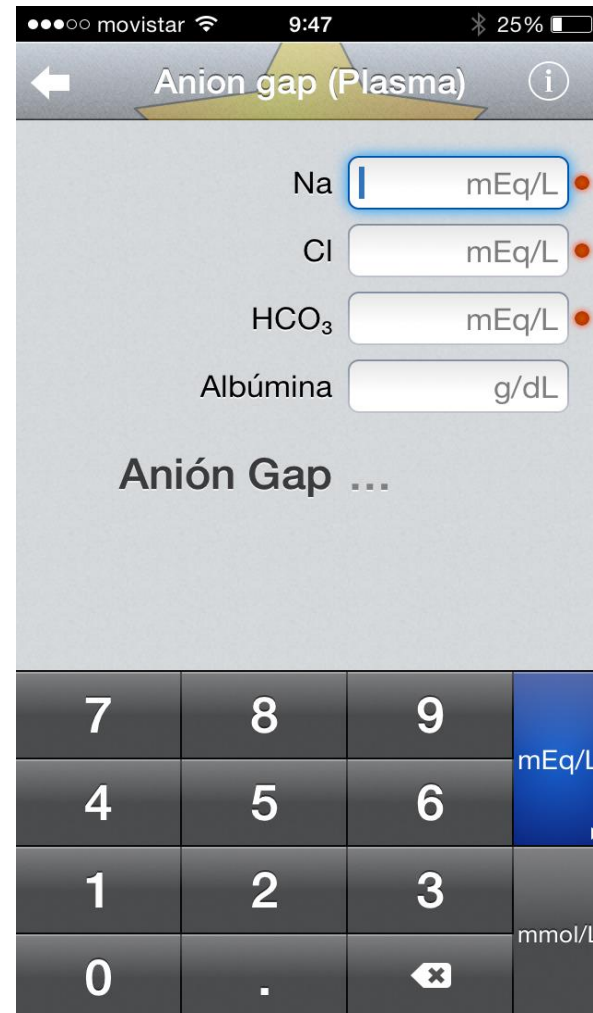 movistar 9:47 25%
Anion gap (Plasma) i
Na mEq/L
Cl mEq/L
HCO₃ mEq/L
Albúmina g/dL
Anión Gap ...
7 8 9
mEq/L
4 5 6
1 2 3
mmol/L
0 .